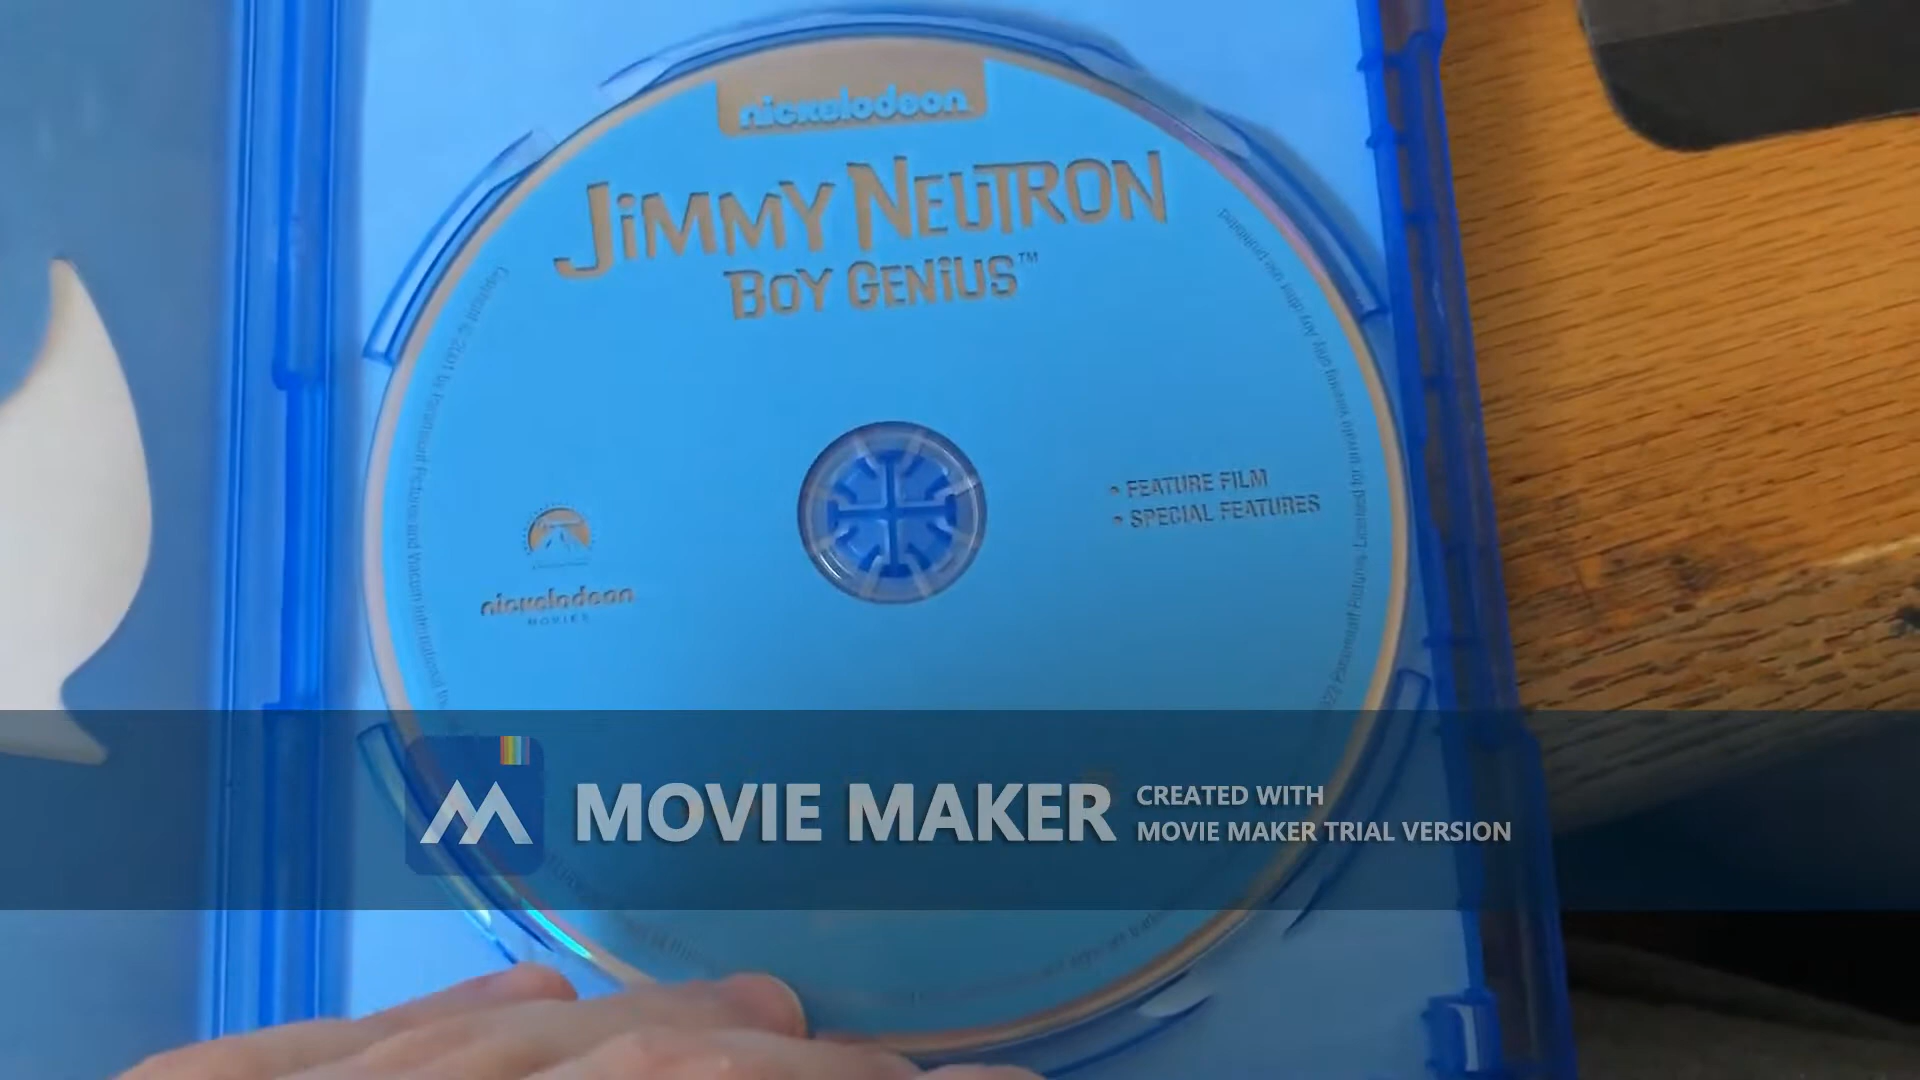 nickelodeon
JiMMY NEUTRON
BOY GENiUS™
• FEATURE FILM
• SPECIAL FEATURES
nickelodeon
MOVIES
MOVIE MAKER
CREATED WITH
MOVIE MAKER TRIAL VERSION